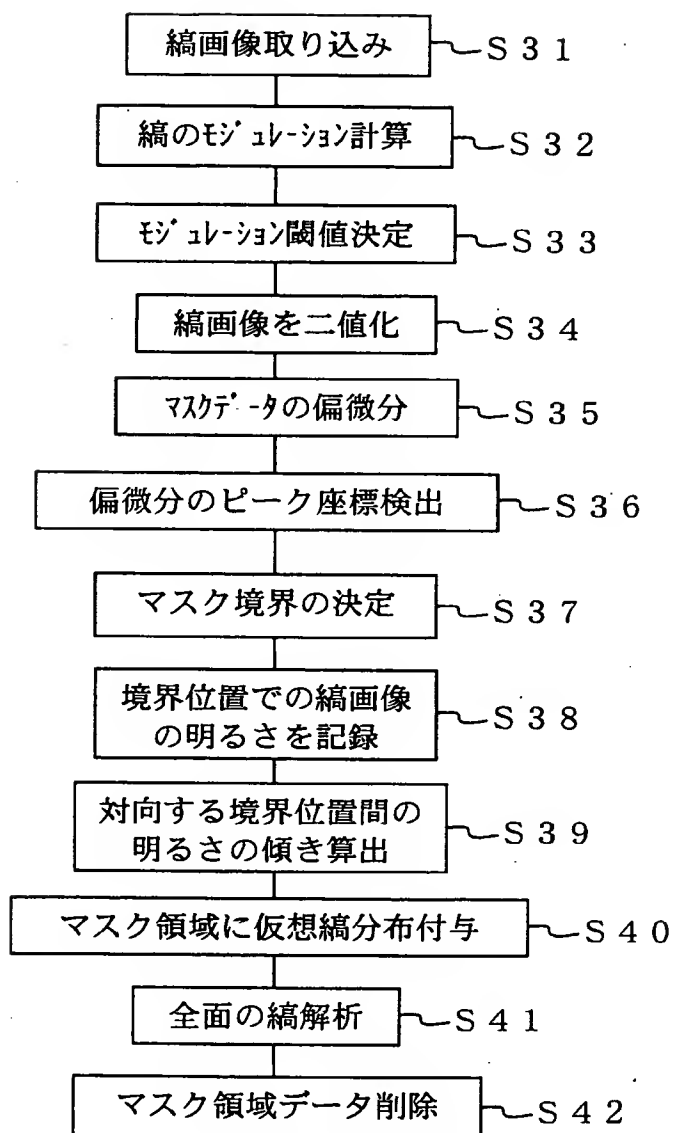 縞画像取り込み S31
縞のﾓｼﾞｭﾚｰｼｮﾝ計算 S32
ﾓｼﾞｭﾚｰｼｮﾝ閾値決定 S33
縞画像を二値化 S34
ﾏｽｸﾃﾞｰﾀの偏微分 S35
偏微分のピーク座標検出 S36
マスク境界の決定 S37
境界位置での縞画像
の明るさを記録 S38
対向する境界位置間の
明るさの傾き算出 S39
マスク領域に仮想縞分布付与 S40
全面の縞解析 S41
マスク領域データ削除 S42